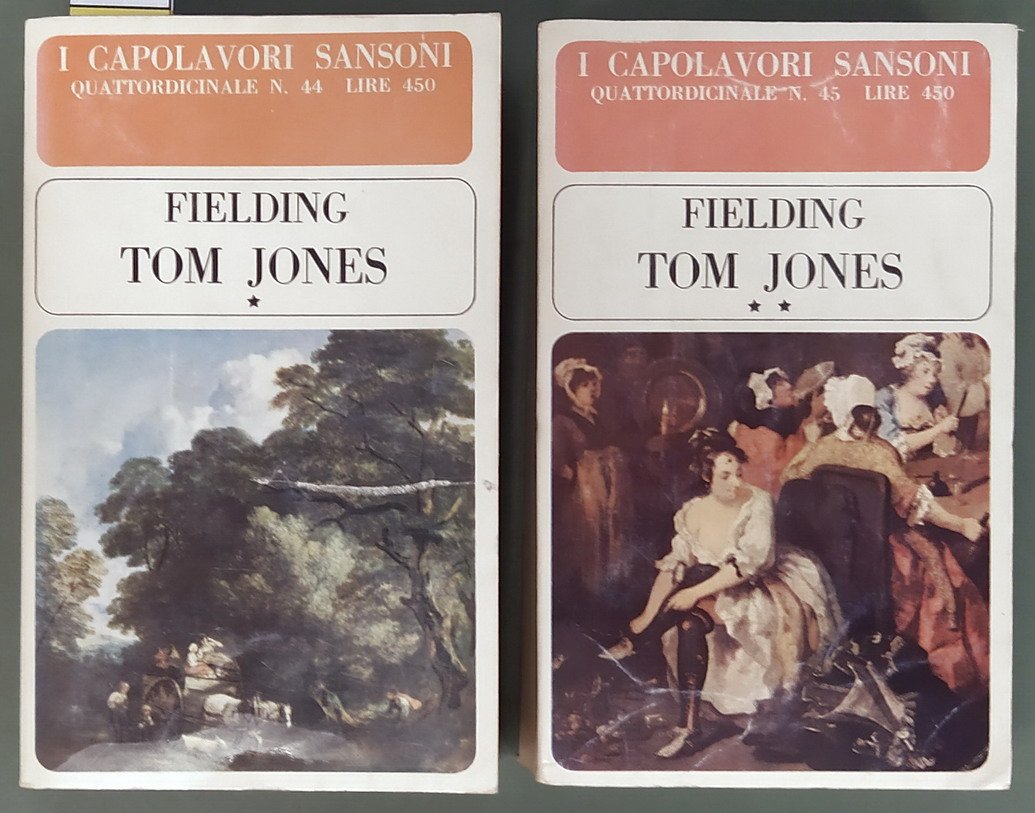 I CAPOLAVORI SANSONI
QUATTORDICINALE N. 44 LIRE 450
FIELDING
TOM JONES
★
I CAPOLAVORI SANSONI
QUATTORDICINALE N. 45 LIRE 450
FIELDING
TOM JONES
★ ★